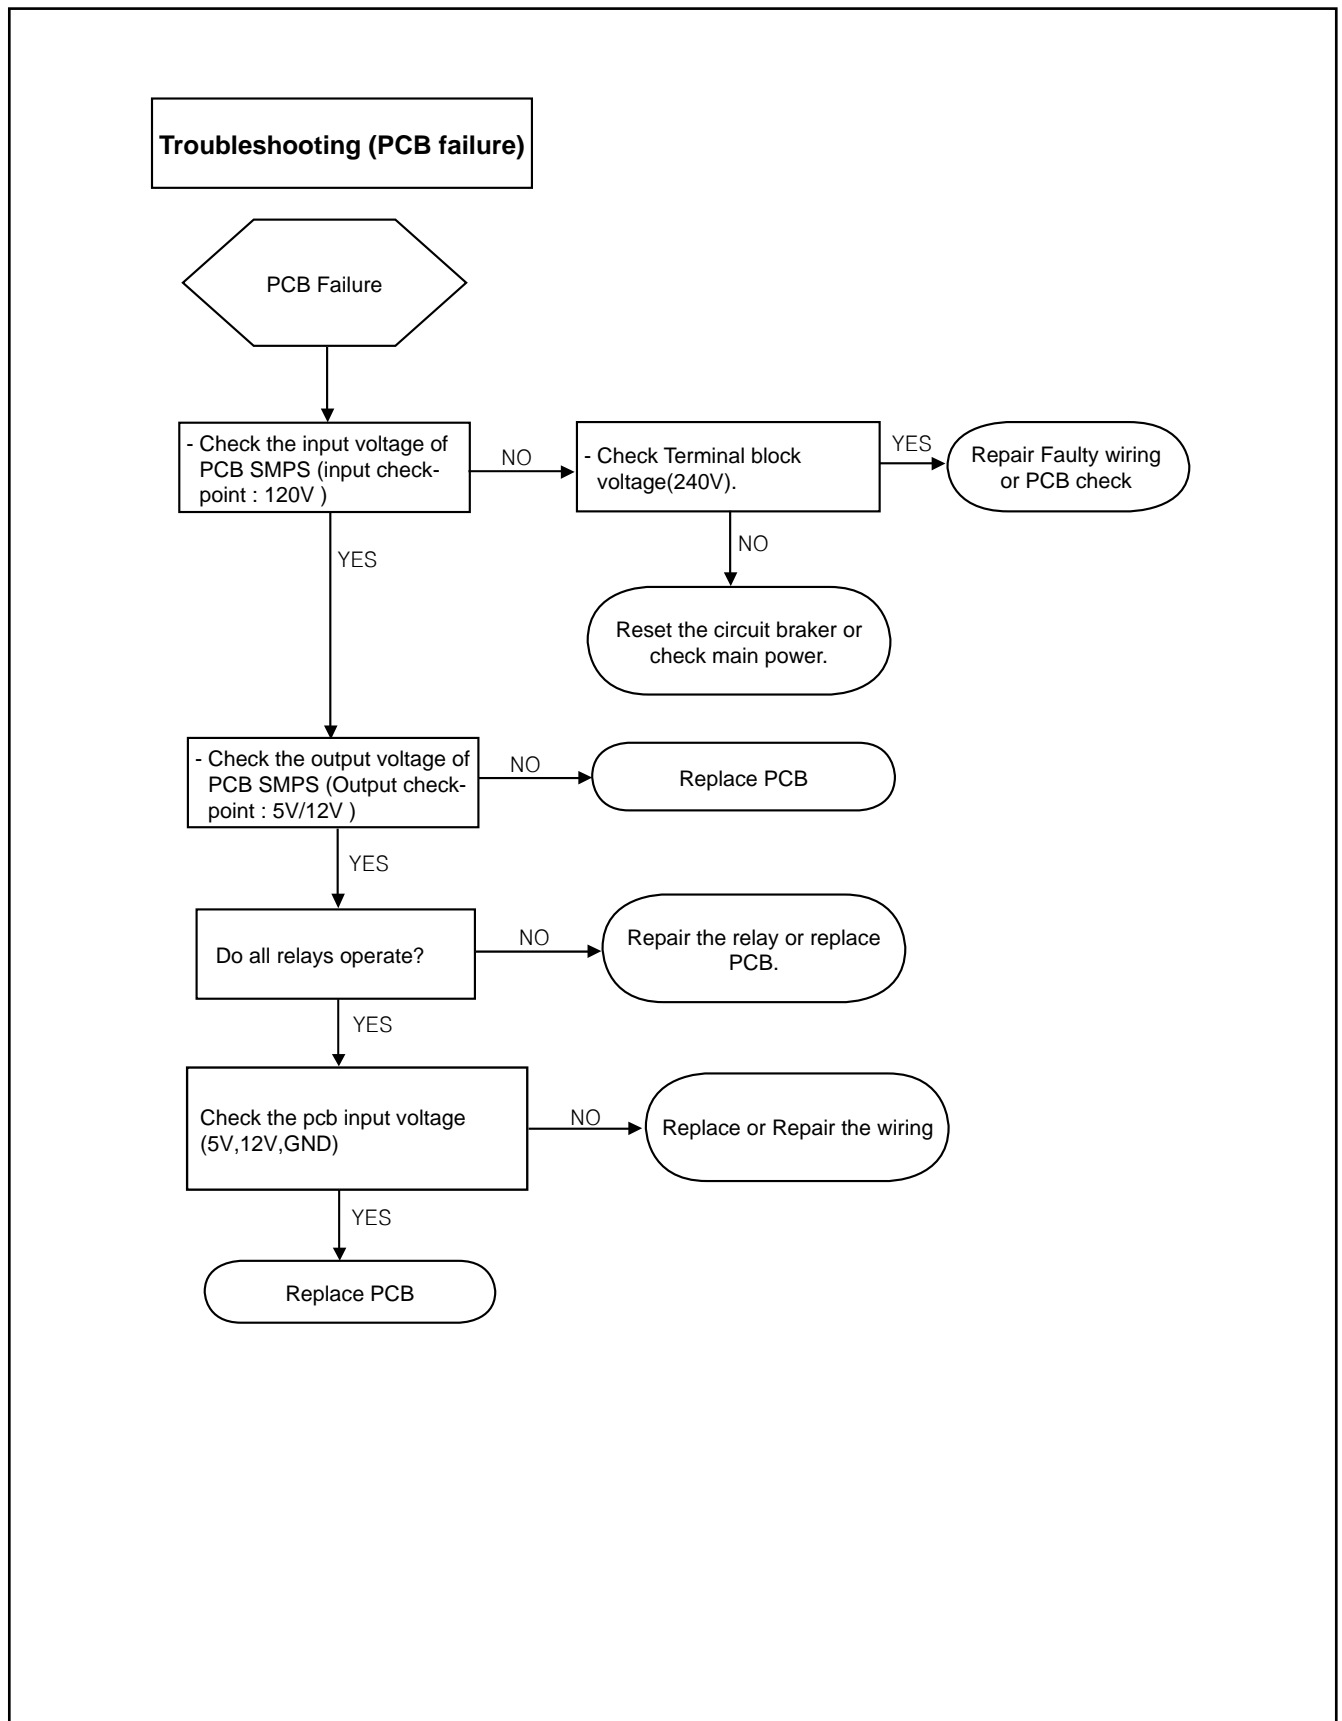 Troubleshooting (PCB failure)
PCB Failure
- Check the input voltage of
PCB SMPS (input check-
point : 120V )
NO
- Check Terminal block
voltage(240V).
YES
Repair Faulty wiring
or PCB check
YES
NO
Reset the circuit braker or
check main power.
- Check the output voltage of
PCB SMPS (Output check-
point : 5V/12V )
NO
Replace PCB
YES
Do all relays operate?
NO
Repair the relay or replace
PCB.
YES
Check the pcb input voltage
(5V,12V,GND)
NO
Replace or Repair the wiring
YES
Replace PCB